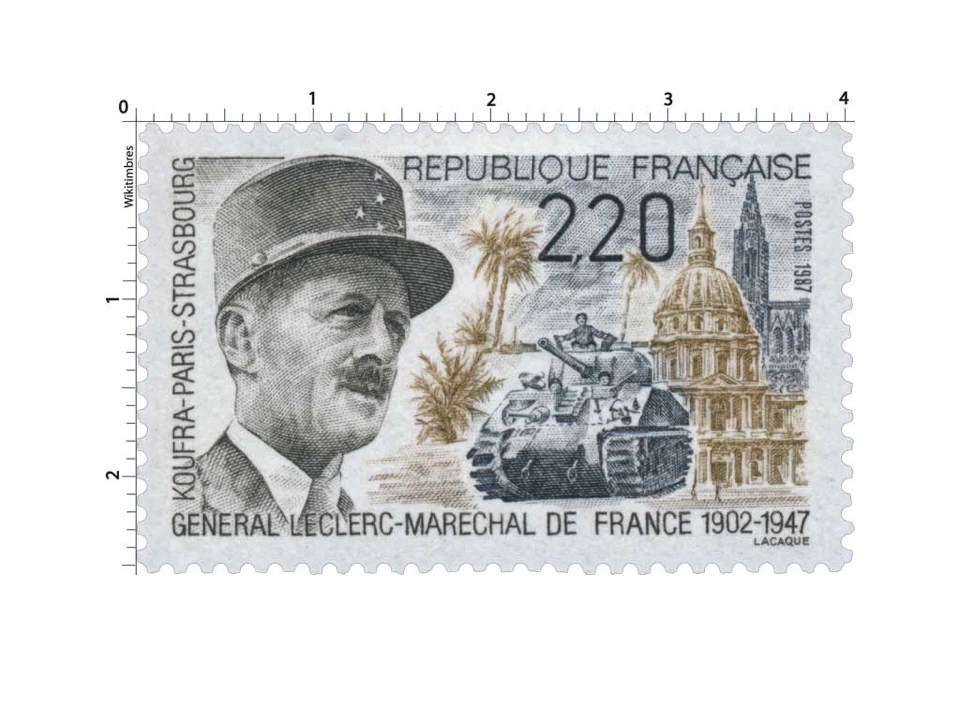 0 1 2 3 4
Wikitimbres
1
2
KOUFRA-PARIS-STRASBOURG
REPUBLIQUE FRANÇAISE
2,20
POSTES 1987
GENERAL LECLERC-MARECHAL DE FRANCE 1902-1947
LACAQUE